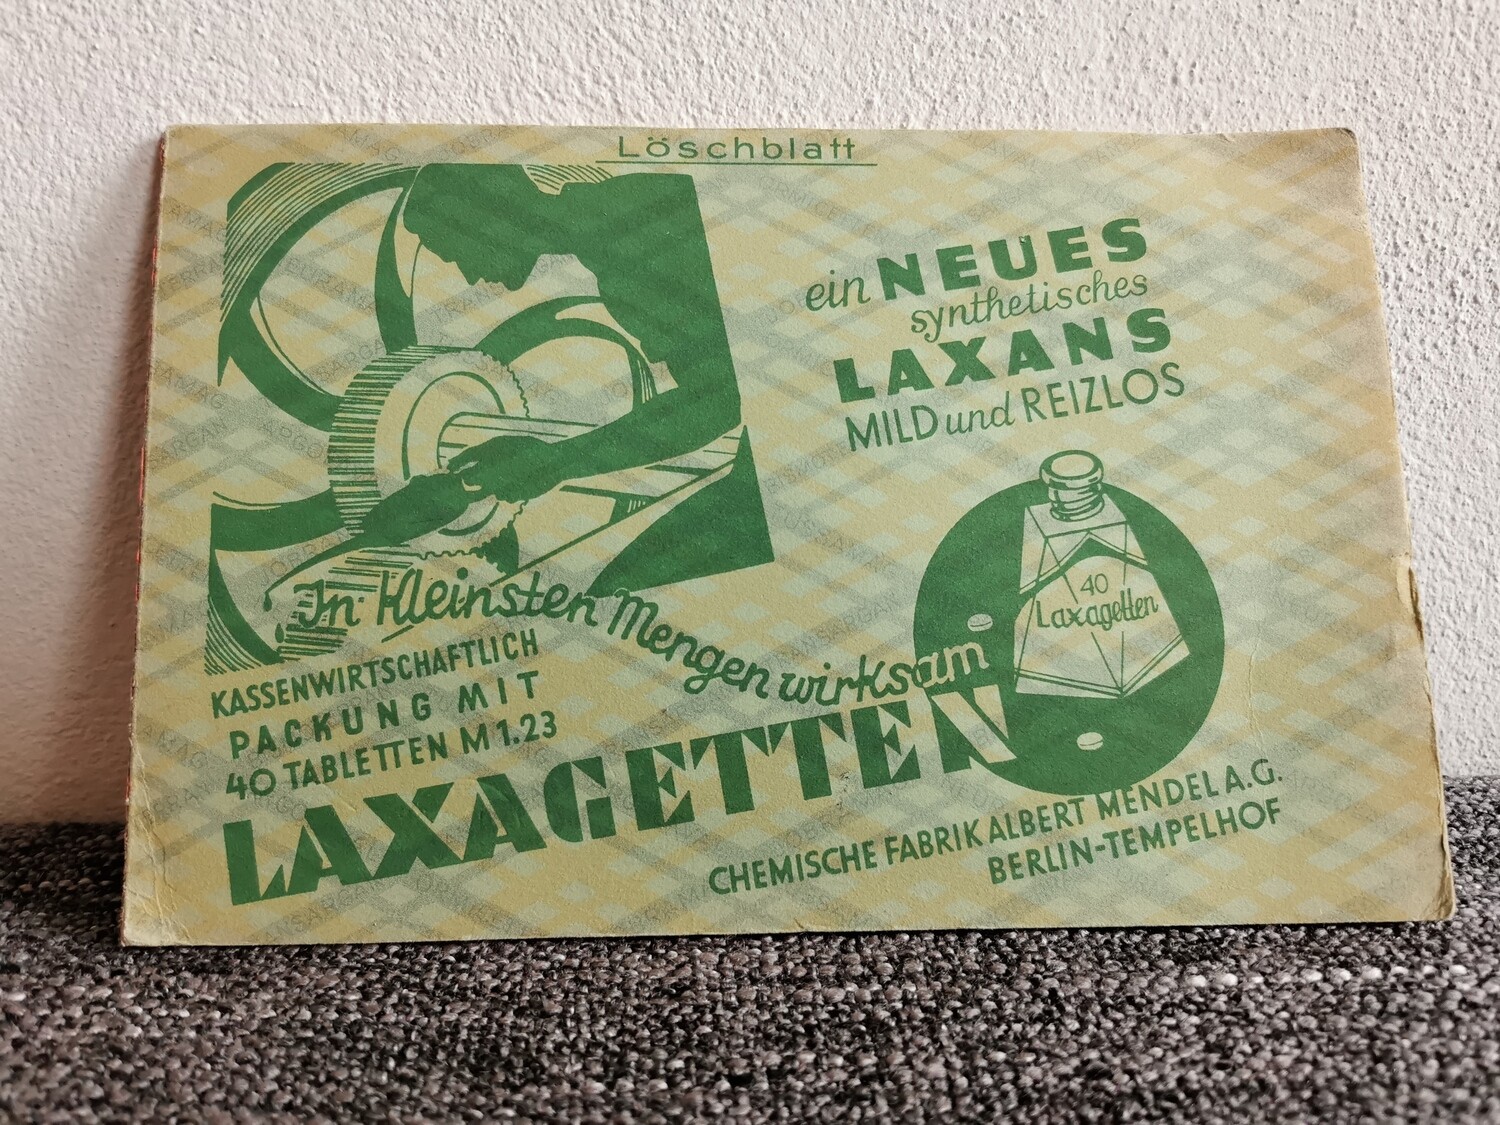 Löschblatt
ein NEUES
synthetisches
LAXANS
MILD und REIZLOS
40
Laxagetten
In Kleinsten Mengen wirksam
KASSENWIRTSCHAFTLICH
PACKUNG MIT
40 TABLETTEN M 1.23
LAXAGETTEN
CHEMISCHE FABRIK ALBERT MENDEL A.G.
BERLIN-TEMPELHOF